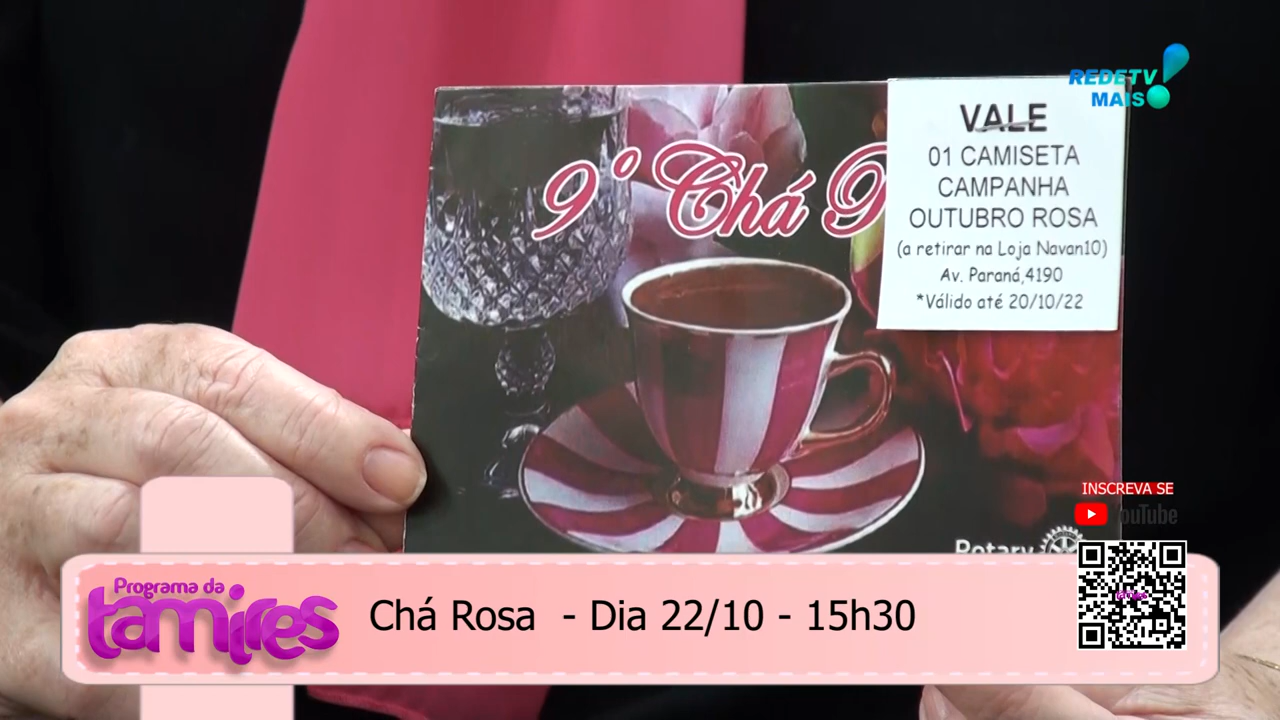 REDETV
MAIS
9º Chá
VALE
01 CAMISETA
CAMPANHA
OUTUBRO ROSA
(a retirar na Loja Navan10)
Av. Paraná,4190
*Válido até 20/10/22
Rotary
INSCREVA SE
YouTube
Programa da
tamires
Chá Rosa - Dia 22/10 - 15h30